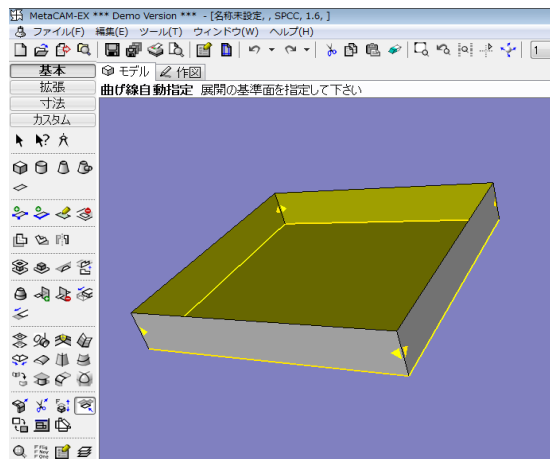 MetaCAM-EX *** Demo Version *** - [名称未設定, , SPCC, 1.6, ]
ファイル(F) 編集(E) ツール(T) ウィンドウ(W) ヘルプ(H)
1
基本
モデル 作図
拡張
曲げ線自動指定 展開の基準面を指定して下さい
寸法
カスタム